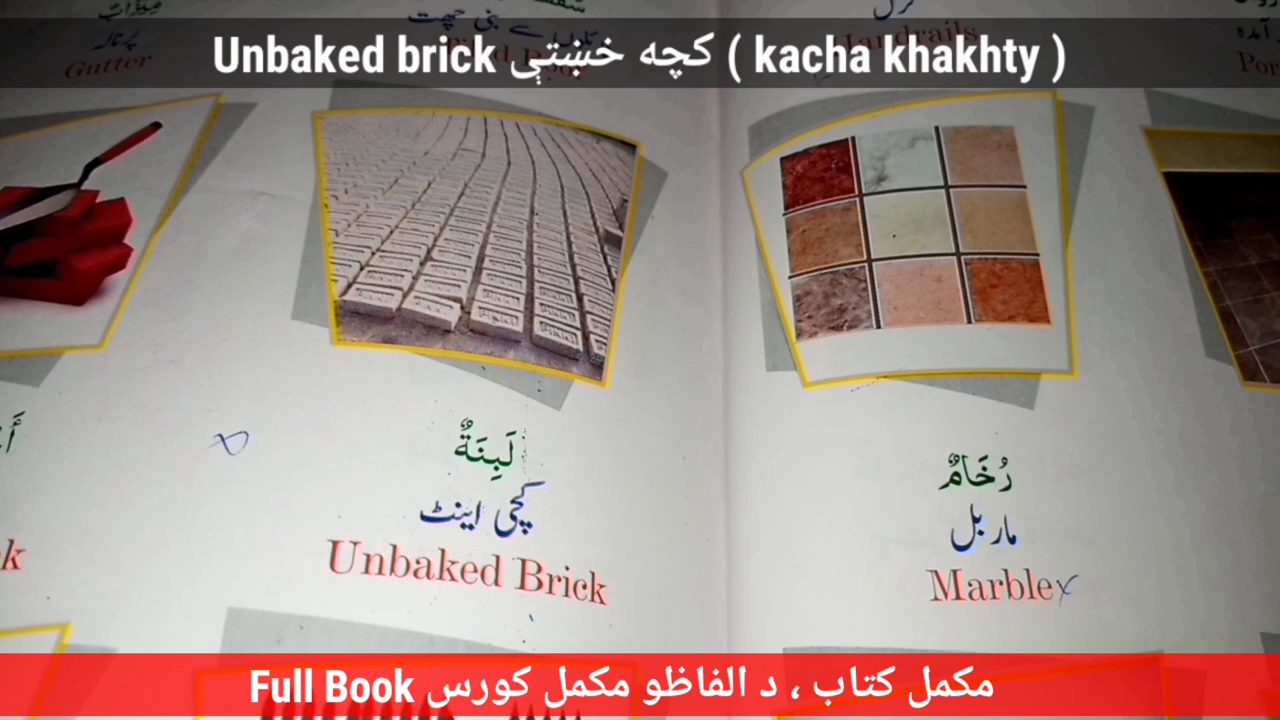 Unbaked brick کچه خښتې ( kacha khakhty )
Gutter
لَبِنَةٌ
کچی اینٹ
Unbaked Brick
رُخَامٌ
ماربل
Marble
Full Book مکمل کتاب ، د الفاظو مکمل کورس